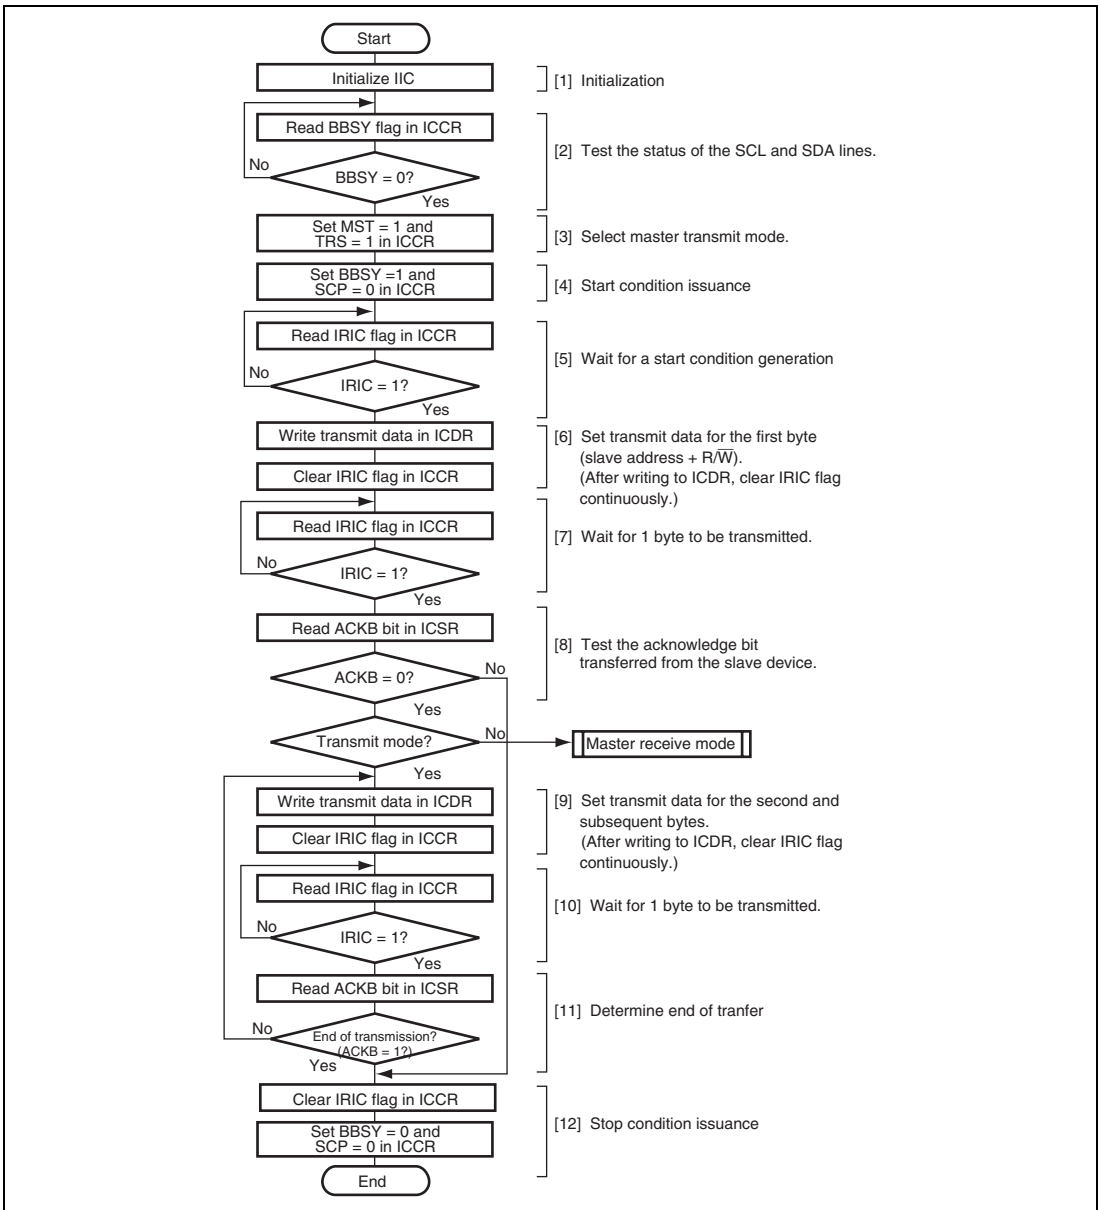 Start
Initialize IIC
[1] Initialization
Read BBSY flag in ICCR
[2] Test the status of the SCL and SDA lines.
No
BBSY = 0?
Yes
Set MST = 1 and
TRS = 1 in ICCR
[3] Select master transmit mode.
Set BBSY =1 and
SCP = 0 in ICCR
[4] Start condition issuance
Read IRIC flag in ICCR
[5] Wait for a start condition generation
No
IRIC = 1?
Yes
Write transmit data in ICDR
[6] Set transmit data for the first byte
(slave address + R/W̅).
(After writing to ICDR, clear IRIC flag
continuously.)
Clear IRIC flag in ICCR
Read IRIC flag in ICCR
[7] Wait for 1 byte to be transmitted.
No
IRIC = 1?
Yes
Read ACKB bit in ICSR
[8] Test the acknowledge bit
transferred from the slave device.
ACKB = 0?
No
Yes
Transmit mode?
No
Master receive mode
Yes
Write transmit data in ICDR
[9] Set transmit data for the second and
subsequent bytes.
(After writing to ICDR, clear IRIC flag
continuously.)
Clear IRIC flag in ICCR
Read IRIC flag in ICCR
[10] Wait for 1 byte to be transmitted.
No
IRIC = 1?
Yes
Read ACKB bit in ICSR
[11] Determine end of tranfer
No
End of transmission?
(ACKB = 1?)
Yes
Clear IRIC flag in ICCR
[12] Stop condition issuance
Set BBSY = 0 and
SCP = 0 in ICCR
End